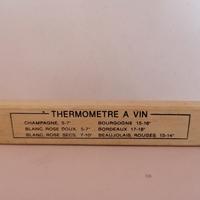 THERMOMETRE A VIN
CHAMPAGNE, 5-7° BOURGOGNE 15-16°
BLANC, ROSE DOUX, 5-7° BORDEAUX 17-18°
BLANC, ROSE SECS, 7-10° BEAUJOLAIS, ROUGES 13-14°